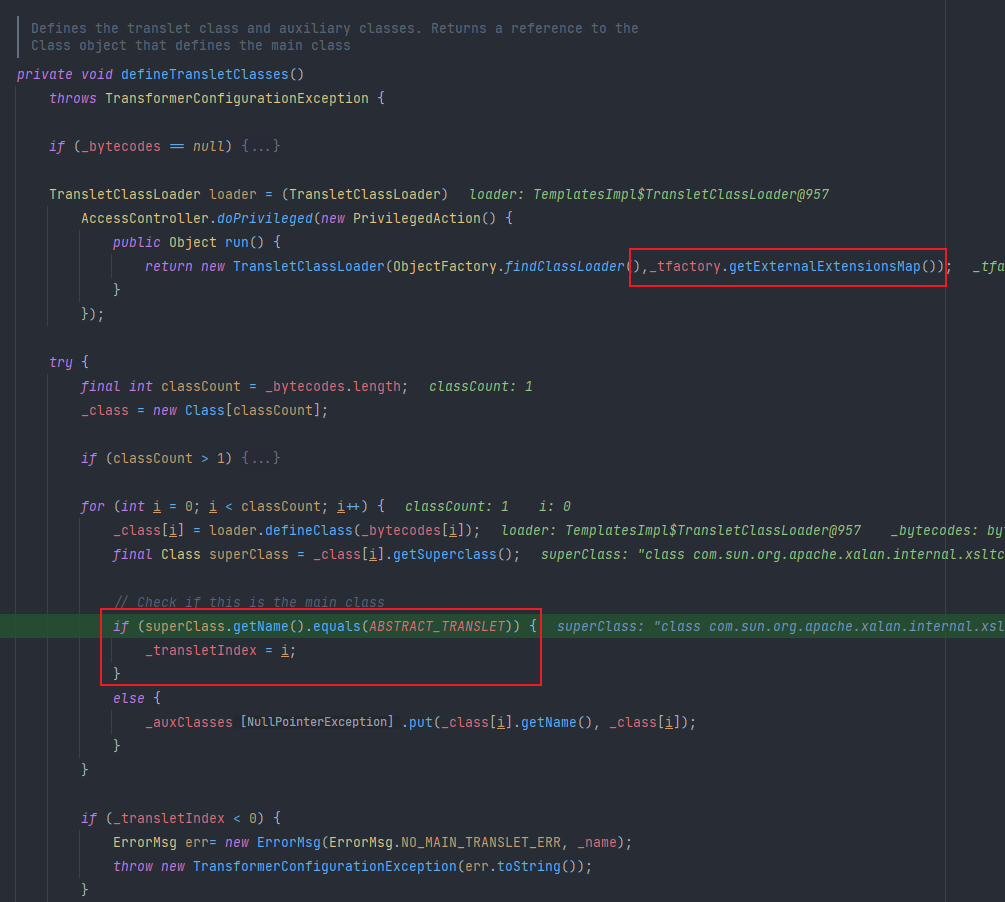 Defines the translet class and auxiliary classes. Returns a reference to the
Class object that defines the main class
private void defineTransletClasses()
throws TransformerConfigurationException {
if (_bytecodes == null) {...}
TransletClassLoader loader = (TransletClassLoader) loader: TemplatesImpl$TransletClassLoader@957
AccessController.doPrivileged(new PrivilegedAction() {
public Object run() {
return new TransletClassLoader(ObjectFactory.findClassLoader(),_tfactory.getExternalExtensionsMap()); _tfa
}
});
try {
final int classCount = _bytecodes.length; classCount: 1
_class = new Class[classCount];
if (classCount > 1) {...}
for (int i = 0; i < classCount; i++) { classCount: 1 i: 0
_class[i] = loader.defineClass(_bytecodes[i]); loader: TemplatesImpl$TransletClassLoader@957 _bytecodes: by
final Class superClass = _class[i].getSuperclass(); superClass: "class com.sun.org.apache.xalan.internal.xsltc
// Check if this is the main class
if (superClass.getName().equals(ABSTRACT_TRANSLET)) { superClass: "class com.sun.org.apache.xalan.internal.xsl
_transletIndex = i;
}
else {
_auxClasses [NullPointerException] .put(_class[i].getName(), _class[i]);
}
}
if (_transletIndex < 0) {
ErrorMsg err= new ErrorMsg(ErrorMsg.NO_MAIN_TRANSLET_ERR, _name);
throw new TransformerConfigurationException(err.toString());
}